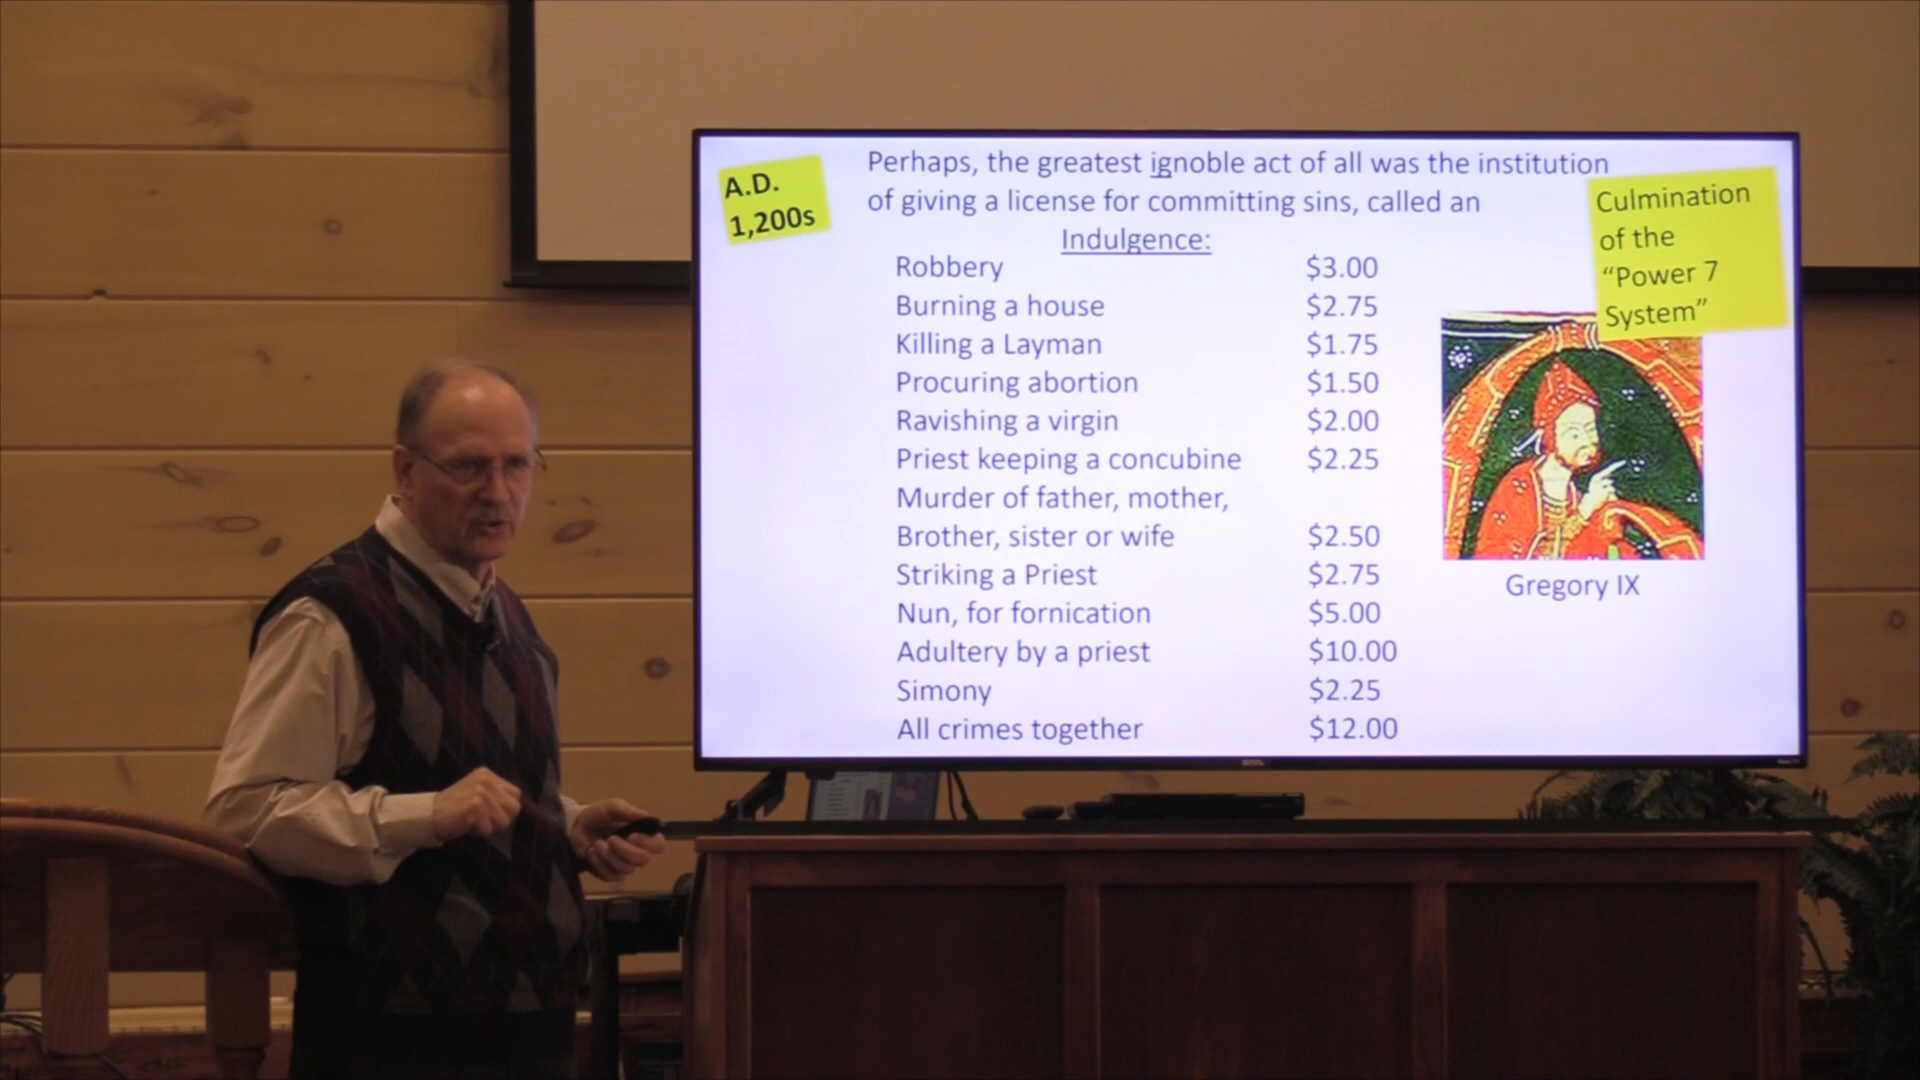 A.D.
1,200s
Perhaps, the greatest ignoble act of all was the institution
of giving a license for committing sins, called an
Indulgence:
Culmination
of the
“Power 7
System”
Robbery $3.00
Burning a house $2.75
Killing a Layman $1.75
Procuring abortion $1.50
Ravishing a virgin $2.00
Priest keeping a concubine $2.25
Murder of father, mother,
Brother, sister or wife $2.50
Striking a Priest $2.75
Nun, for fornication $5.00
Adultery by a priest $10.00
Simony $2.25
All crimes together $12.00
Gregory IX
onn.